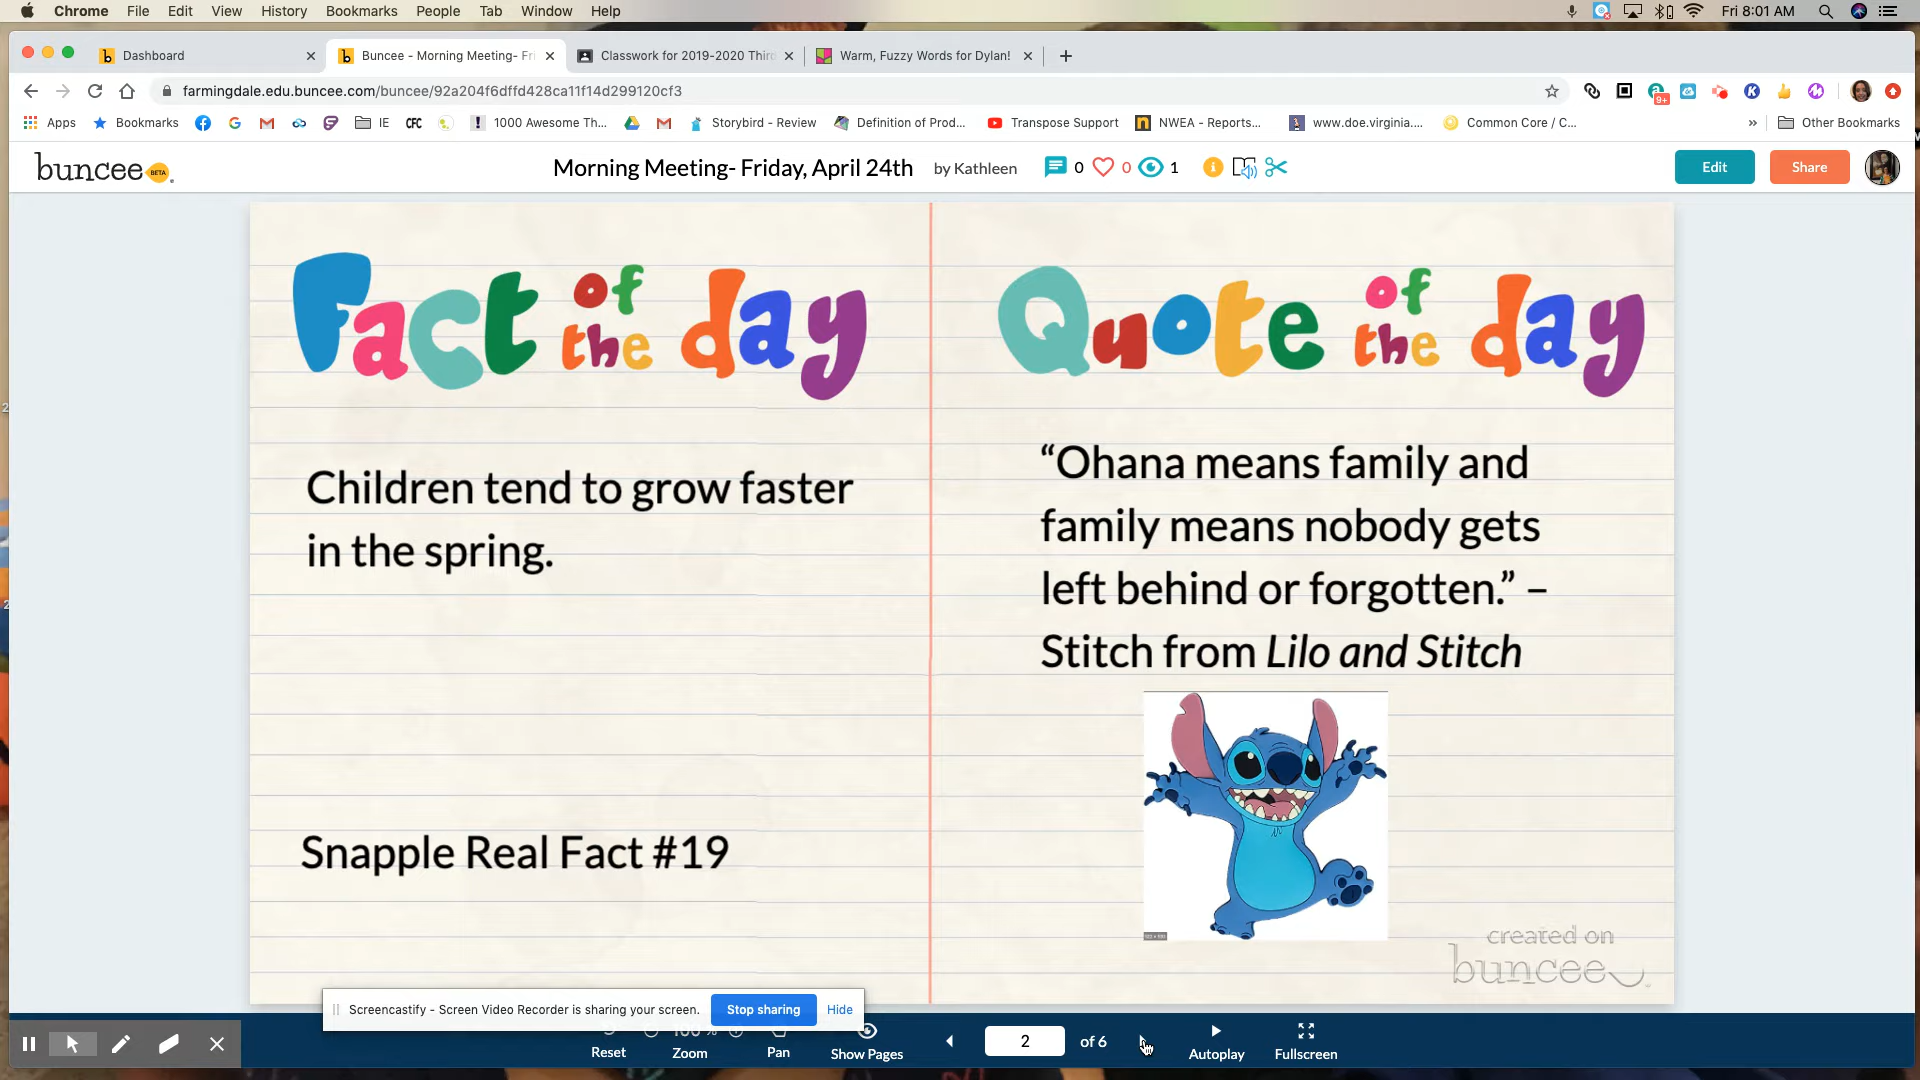 Chrome File Edit View History Bookmarks People Tab Window Help Fri 8:01 AM
Dashboard Buncee - Morning Meeting- Fri Classwork for 2019-2020 Third Warm, Fuzzy Words for Dylan!
farmingdale.edu.buncee.com/buncee/92a204f6dffd428ca11f14d299120cf3 9+
Apps Bookmarks IE CFC 1000 Awesome Th... Storybird - Review Definition of Prod... Transpose Support NWEA - Reports... www.doe.virginia.... Common Core / C... » Other Bookmarks
buncee BETA Morning Meeting- Friday, April 24th by Kathleen 0 0 1 Edit Share
Fact of the day
Children tend to grow faster
in the spring.
Snapple Real Fact #19
Quote of the day
“Ohana means family and
family means nobody gets
left behind or forgotten.” –
Stitch from Lilo and Stitch
created on
buncee
Screencastify - Screen Video Recorder is sharing your screen. Stop sharing Hide
Reset Zoom Pan Show Pages 2 of 6 Autoplay Fullscreen